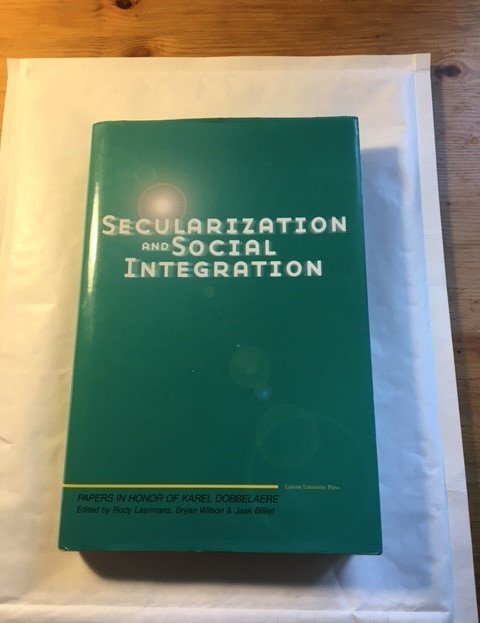 SECULARIZATION
AND SOCIAL
INTEGRATION
Leuven University Press
PAPERS IN HONOR OF KAREL DOBBELAERE
Edited by Rudy Laermans, Bryan Wilson & Jaak Billiet